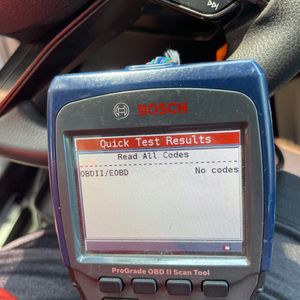 BOSCH
Quick Test Results
Read All Codes
OBDII/EOBD No codes
ProGrade OBD II Scan Tool